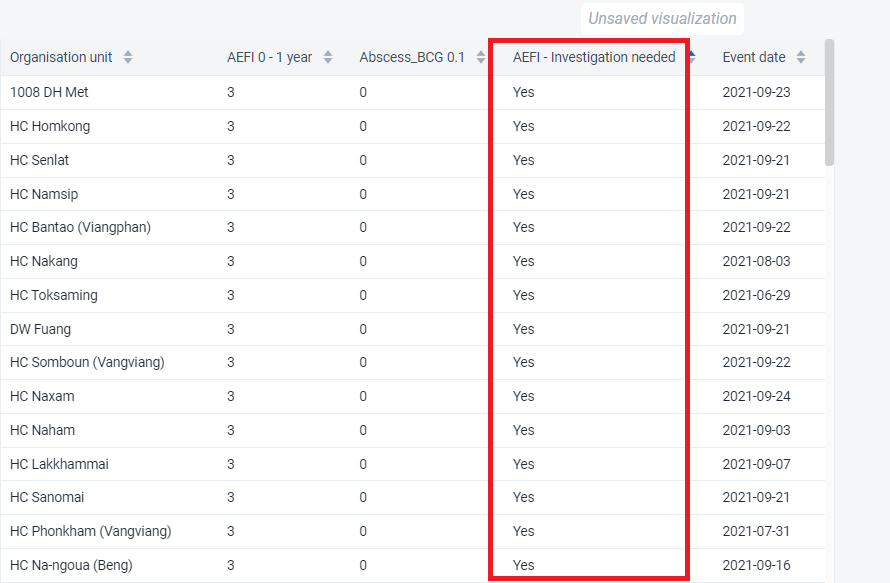 Unsaved visualization
Organisation unit AEFI 0 - 1 year Abscess_BCG 0.1 AEFI - Investigation needed Event date
1008 DH Met 3 0 Yes 2021-09-23
HC Homkong 3 0 Yes 2021-09-22
HC Senlat 3 0 Yes 2021-09-21
HC Namsip 3 0 Yes 2021-09-21
HC Bantao (Viangphan) 3 0 Yes 2021-09-22
HC Nakang 3 0 Yes 2021-08-03
HC Toksaming 3 0 Yes 2021-06-29
DW Fuang 3 0 Yes 2021-09-21
HC Somboun (Vangviang) 3 0 Yes 2021-09-22
HC Naxam 3 0 Yes 2021-09-24
HC Naham 3 0 Yes 2021-09-03
HC Lakkhammai 3 0 Yes 2021-09-07
HC Sanomai 3 0 Yes 2021-09-21
HC Phonkham (Vangviang) 3 0 Yes 2021-07-31
HC Na-ngoua (Beng) 3 0 Yes 2021-09-16